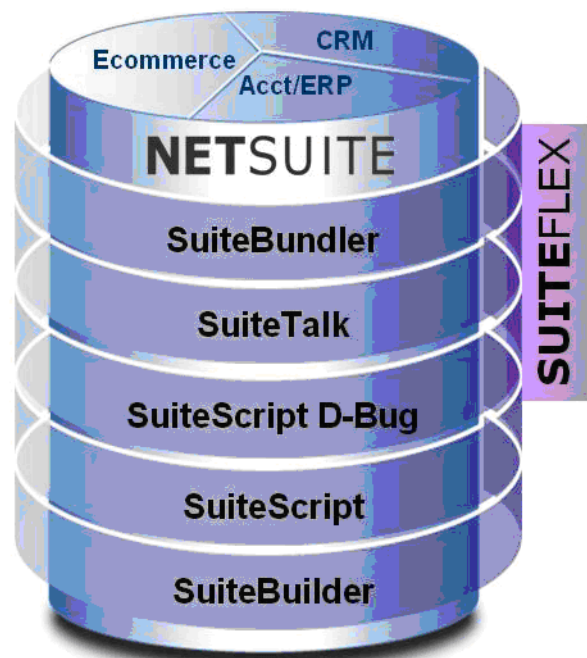 CRM
Ecommerce
Acct/ERP
NETSUITE
SuiteBundler
SuiteTalk
SuiteScript D-Bug
SuiteScript
SuiteBuilder
SUITEFLEX